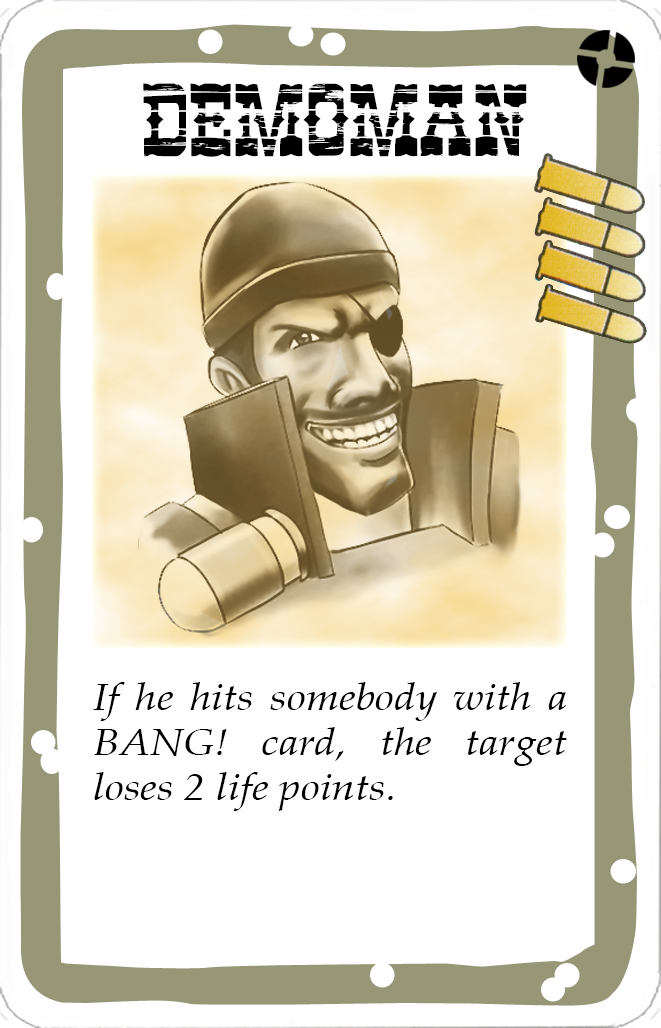 DEMOMAN
If he hits somebody with a
BANG! card, the target
loses 2 life points.